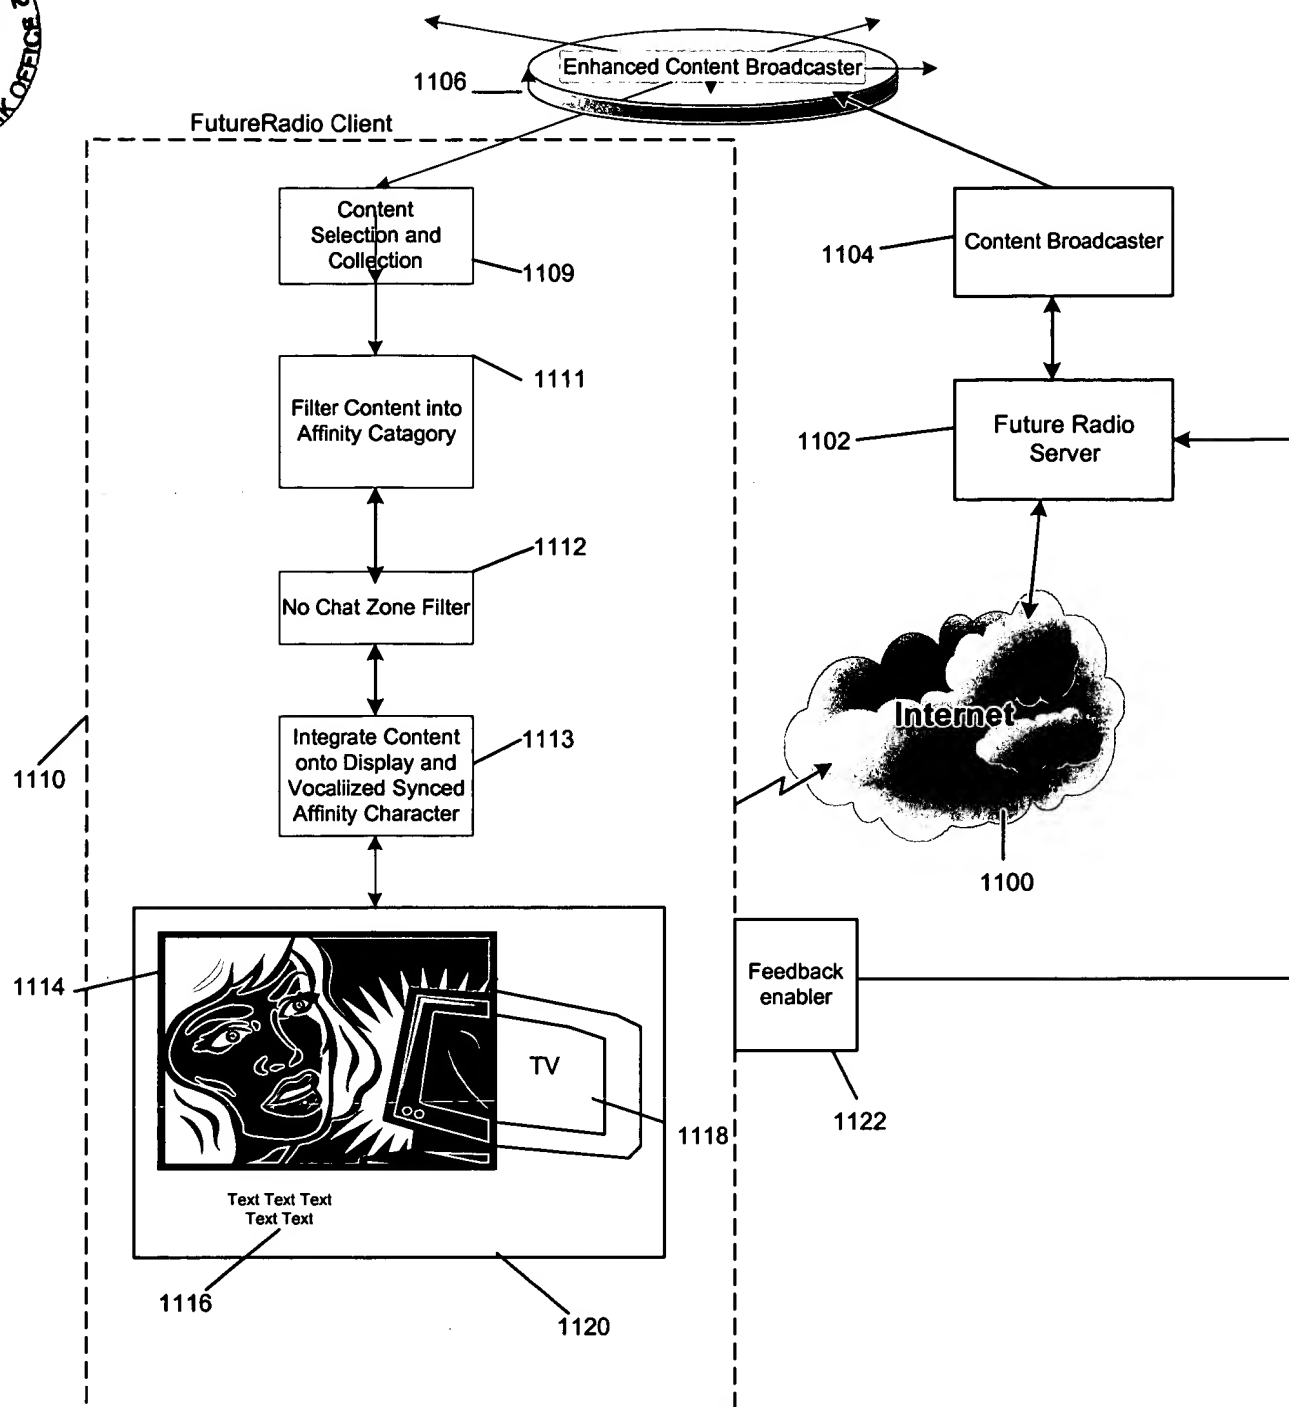 OFFICE
Enhanced Content Broadcaster
1106
FutureRadio Client
Content
Selection and
Collection
1109
1104
Content Broadcaster
1111
Filter Content into
Affinity Catagory
1102
Future Radio
Server
1112
No Chat Zone Filter
Internet
1113
Integrate Content
onto Display and
Vocaliized Synced
Affinity Character
1110
1100
1114
Feedback
enabler
TV
1118
1122
Text Text Text
Text Text
1116
1120